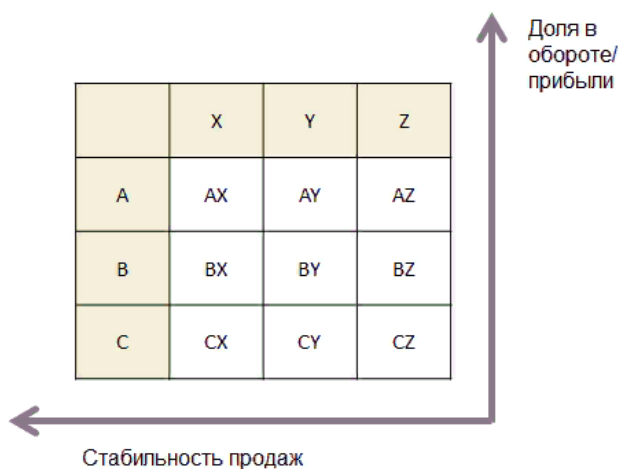 Доля в
обороте/
прибыли
X Y Z
A AX AY AZ
B BX BY BZ
C CX CY CZ
Стабильность продаж